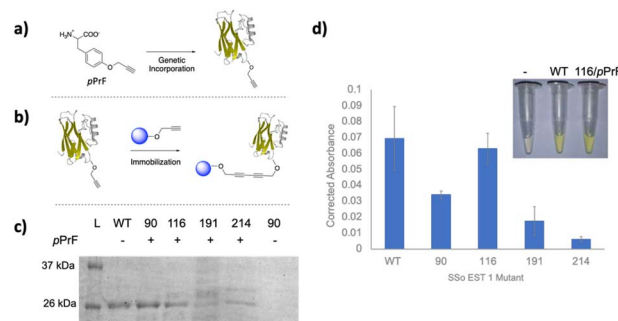 a)
H₃N⁺ COO⁻
O
pPrF
Genetic
Incorporation
O
b)
O
Immobilization
O
O
O
c)
L WT 90 116 191 214 90
pPrF - + + + + -
37 kDa
26 kDa
d)
- WT 116/pPrF
Corrected Absorbance
0.1
0.09
0.08
0.07
0.06
0.05
0.04
0.03
0.02
0.01
0
WT 90 116 191 214
SSo EST 1 Mutant